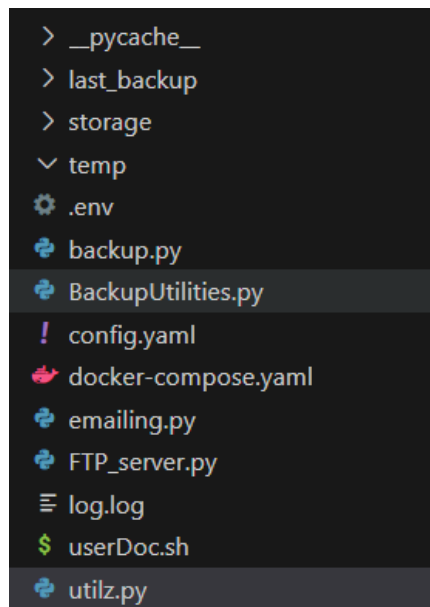 __pycache__
last_backup
storage
temp
.env
backup.py
BackupUtilities.py
! config.yaml
docker-compose.yaml
emailing.py
FTP_server.py
log.log
$ userDoc.sh
utilz.py